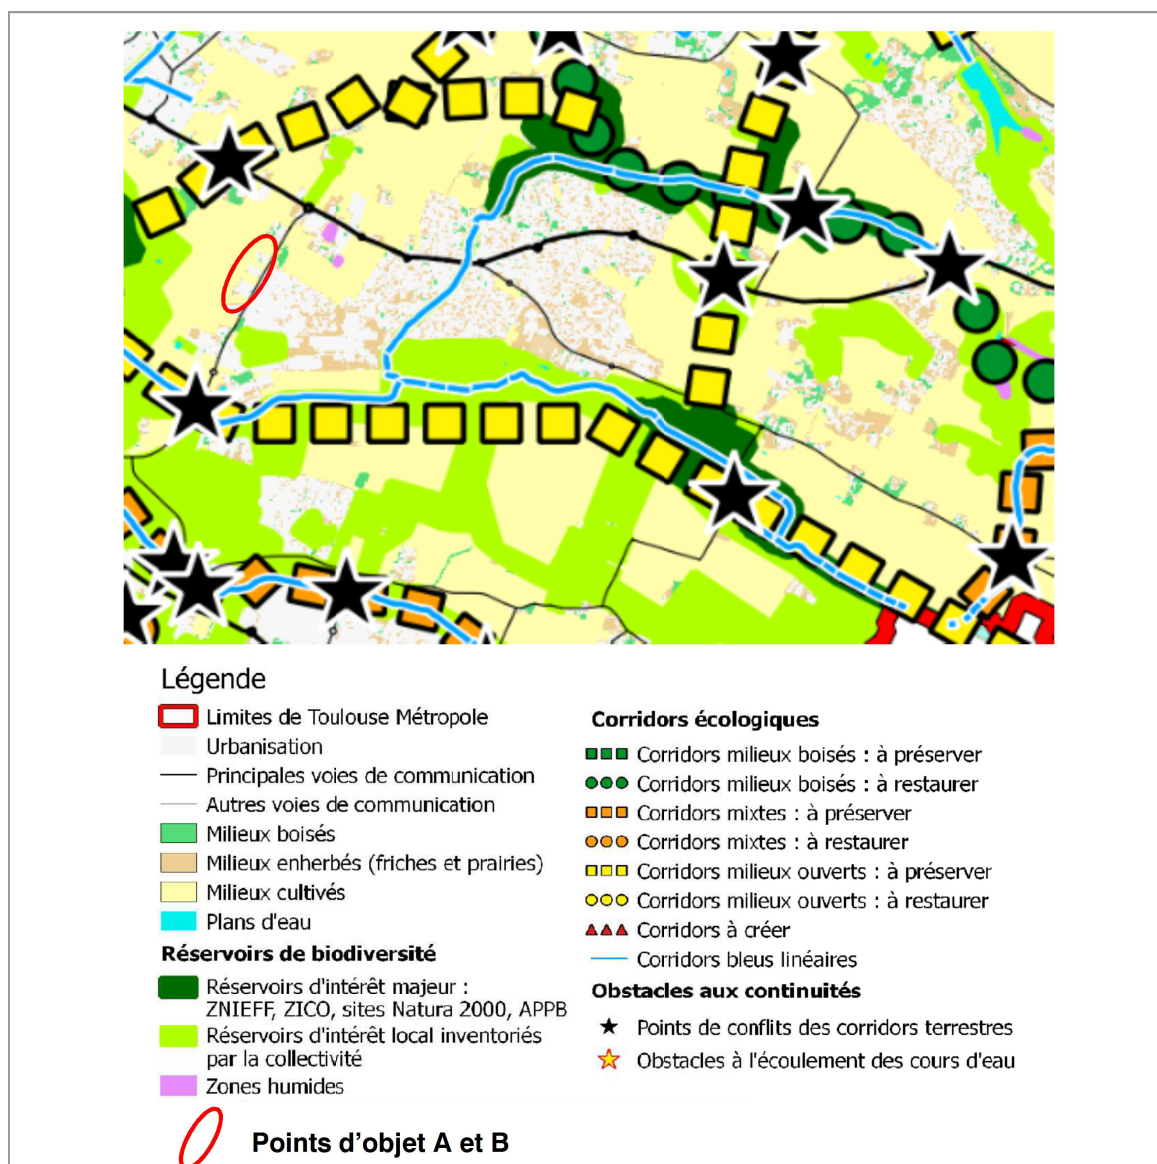 Légende
Limites de Toulouse Métropole
Urbanisation
Principales voies de communication
Autres voies de communication
Milieux boisés
Milieux enherbés (friches et prairies)
Milieux cultivés
Plans d'eau
Réservoirs de biodiversité
Réservoirs d'intérêt majeur :
ZNIEFF, ZICO, sites Natura 2000, APPB
Réservoirs d'intérêt local inventoriés
par la collectivité
Zones humides
Corridors écologiques
Corridors milieux boisés : à préserver
Corridors milieux boisés : à restaurer
Corridors mixtes : à préserver
Corridors mixtes : à restaurer
Corridors milieux ouverts : à préserver
Corridors milieux ouverts : à restaurer
Corridors à créer
Corridors bleus linéaires
Obstacles aux continuités
Points de conflits des corridors terrestres
Obstacles à l'écoulement des cours d'eau
Points d'objet A et B